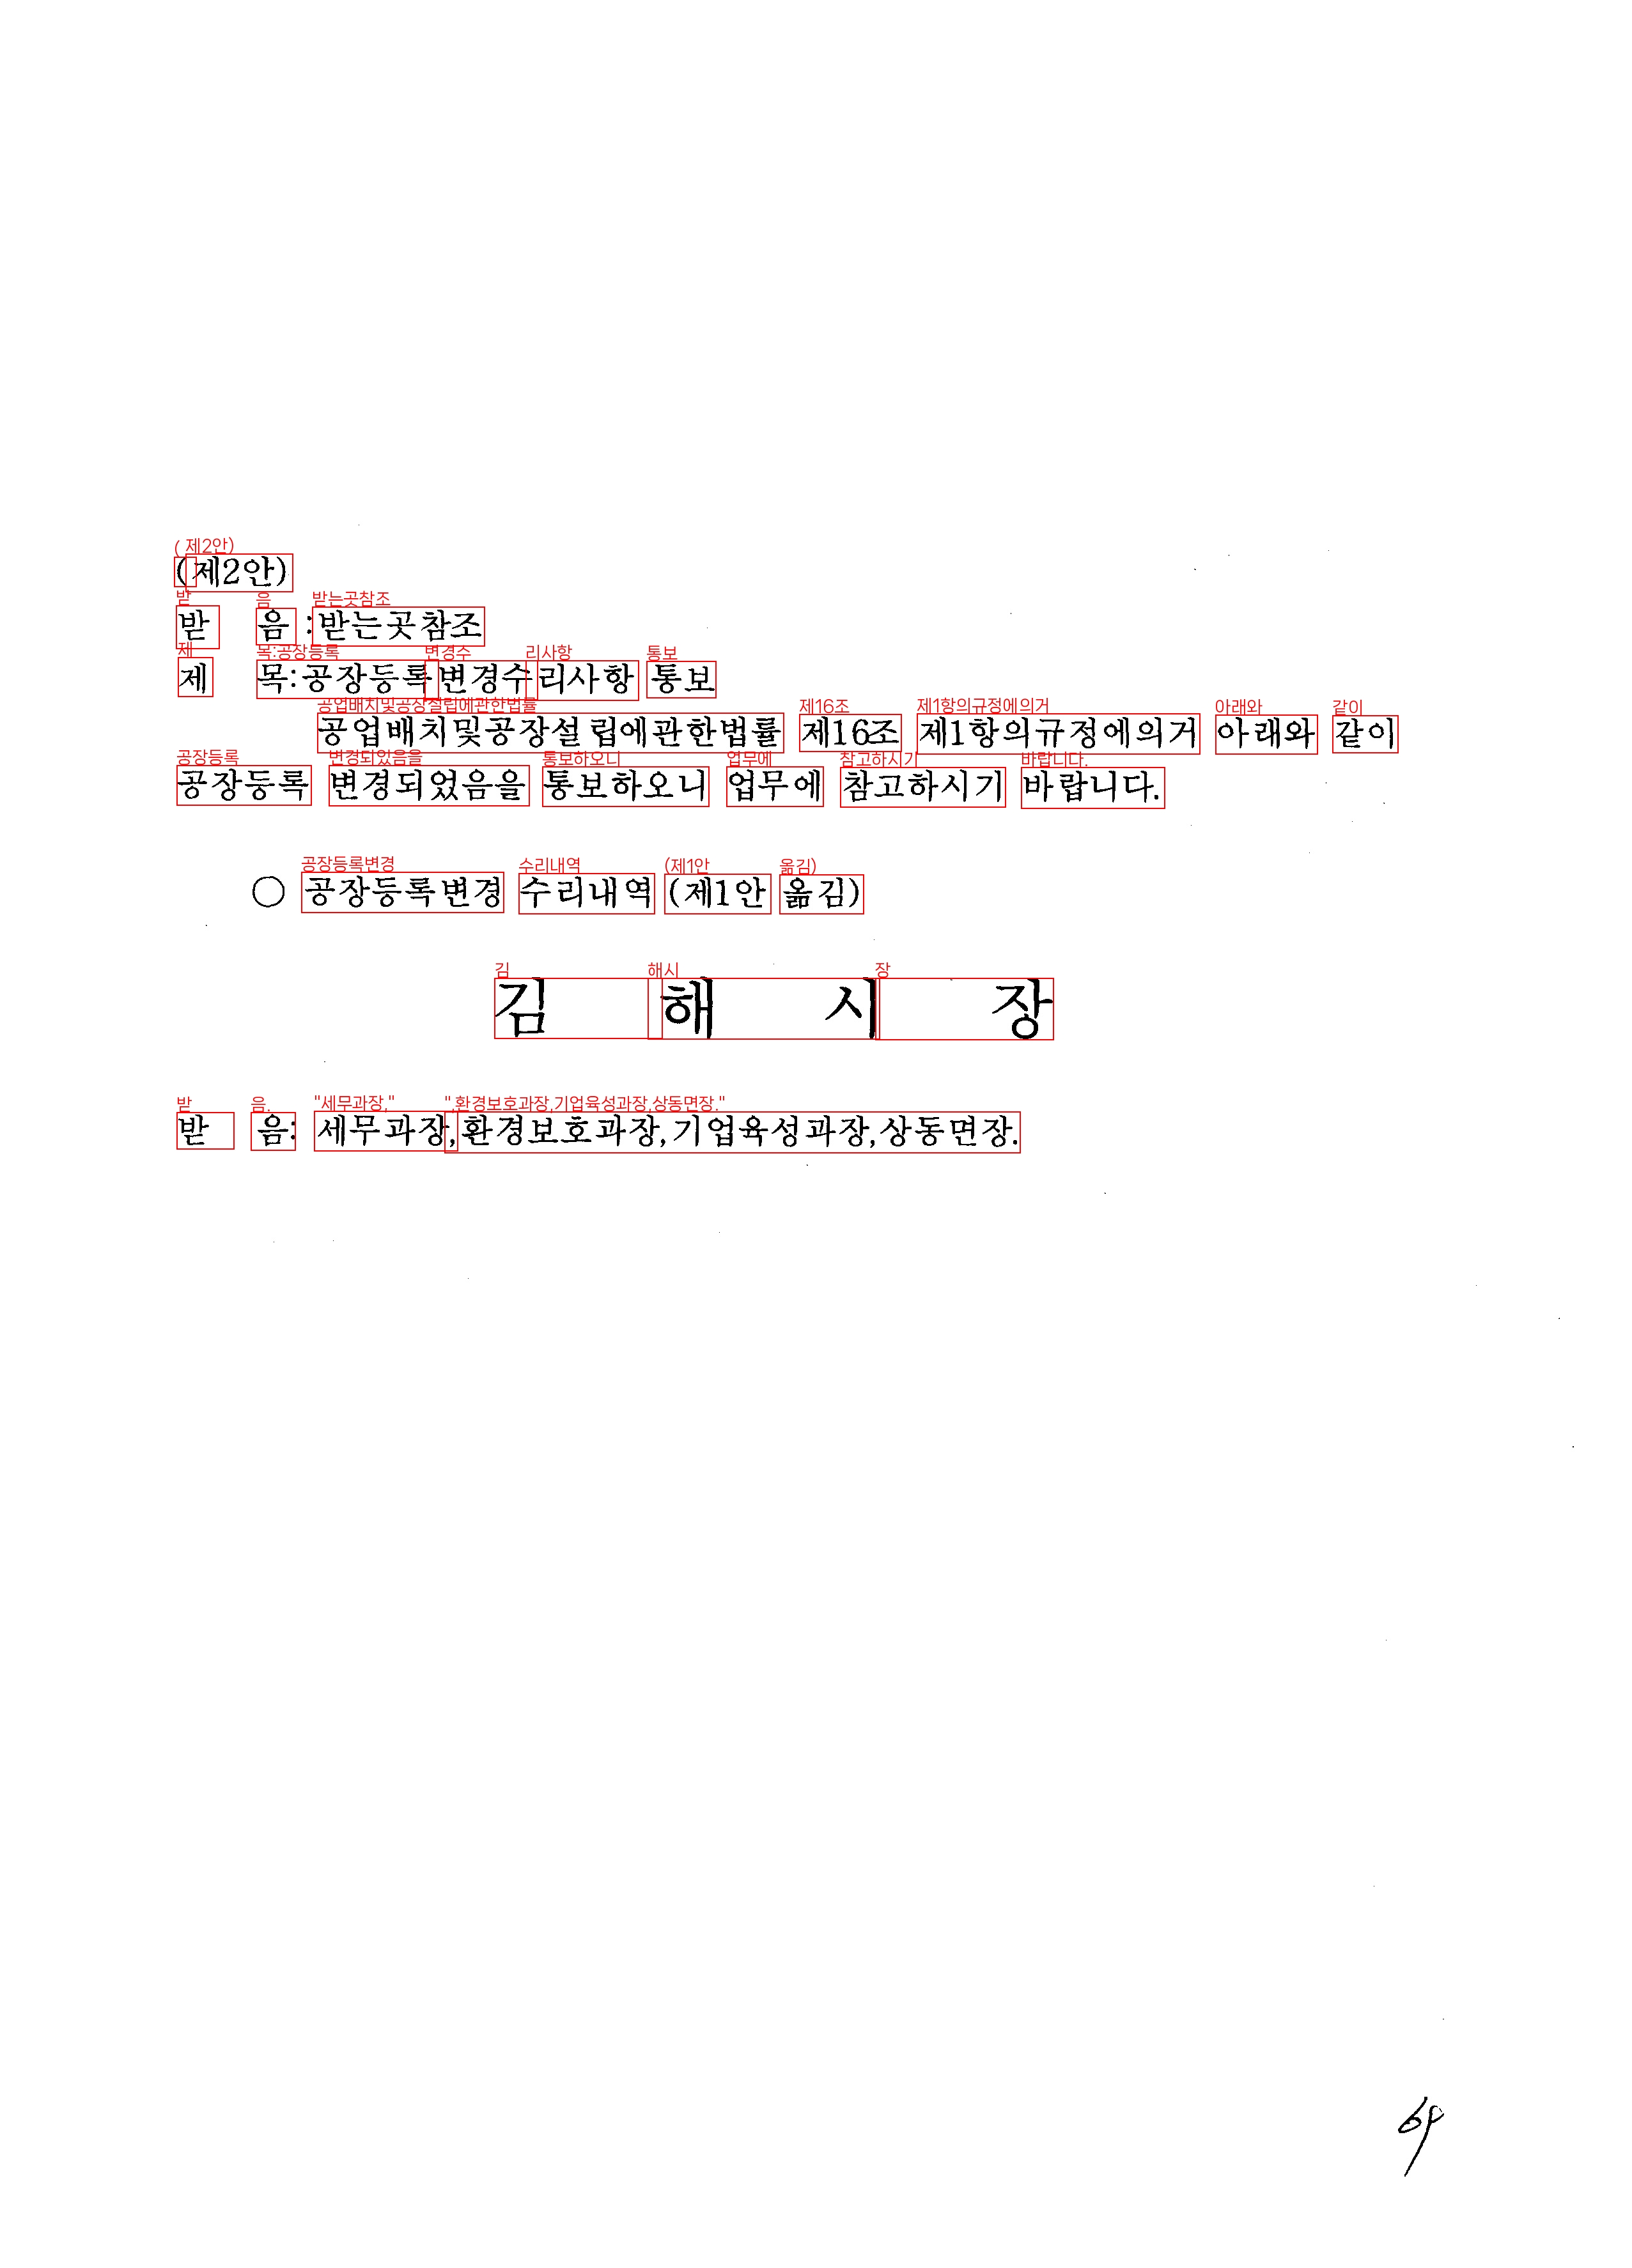 (제2안)
받 음 :받는곳참조
제 목:공장등록 변경수리사항 통보
공업배치및공장설립에관한법률 제16조 제1항의규정에의거 아래와 같이
공장등록 변경되었음을 통보하오니 업무에 참고하시기 바랍니다.
○ 공장등록변경 수리내역 (제1안 옮김)
김 해 시 장
받 음: 세무과장,환경보호과장,기업육성과장,상동면장.
69